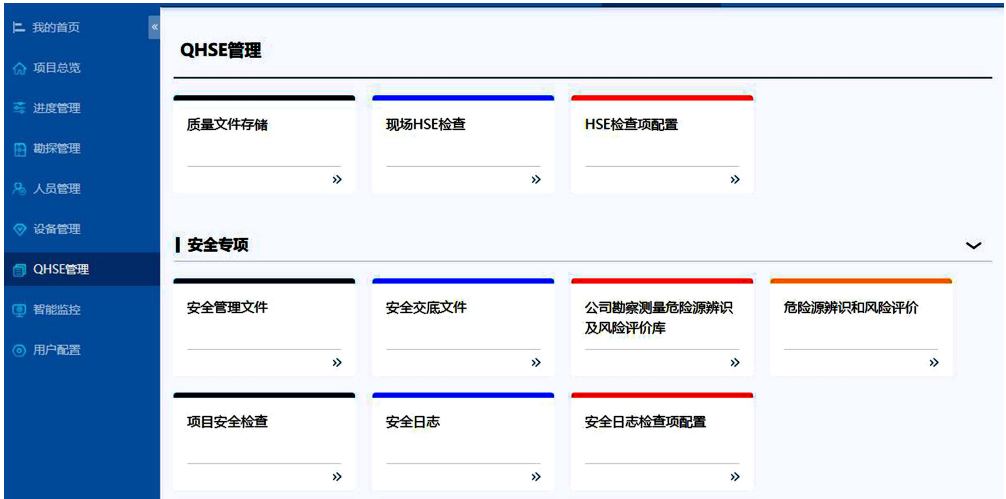 我的首页
«
项目总览
进度管理
勘探管理
人员管理
设备管理
QHSE管理
智能监控
用户配置
QHSE管理
质量文件存储
现场HSE检查
HSE检查项配置
安全专项
安全管理文件
安全交底文件
公司勘察测量危险源辨识
及风险评价库
危险源辨识和风险评价
项目安全检查
安全日志
安全日志检查项配置